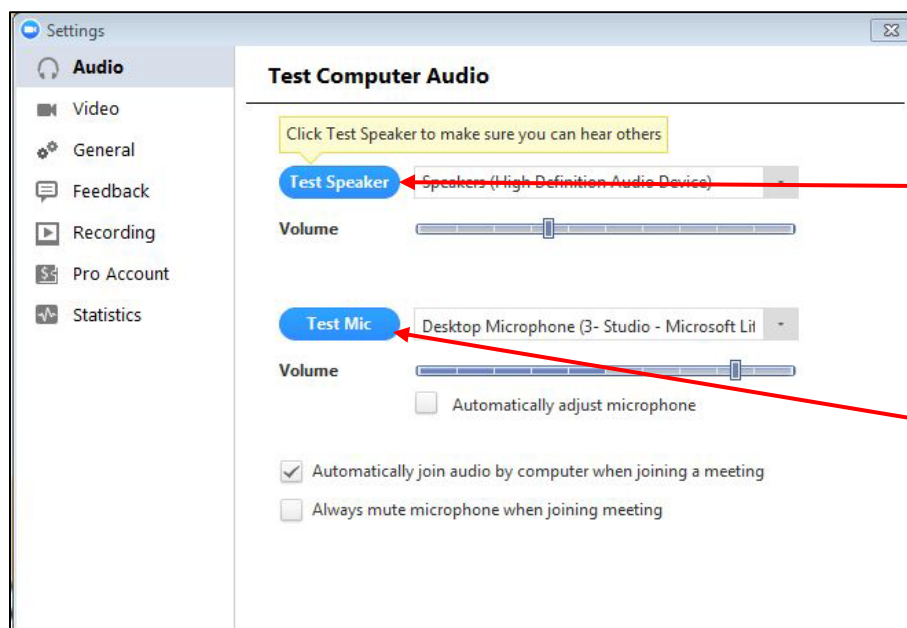 Settings
Audio
Video
General
Feedback
Recording
Pro Account
Statistics
Test Computer Audio
Click Test Speaker to make sure you can hear others
Test Speaker Speakers (High Definition Audio Device)
Volume
Test Mic Desktop Microphone (3- Studio - Microsoft Lif
Volume
Automatically adjust microphone
Automatically join audio by computer when joining a meeting
Always mute microphone when joining meeting